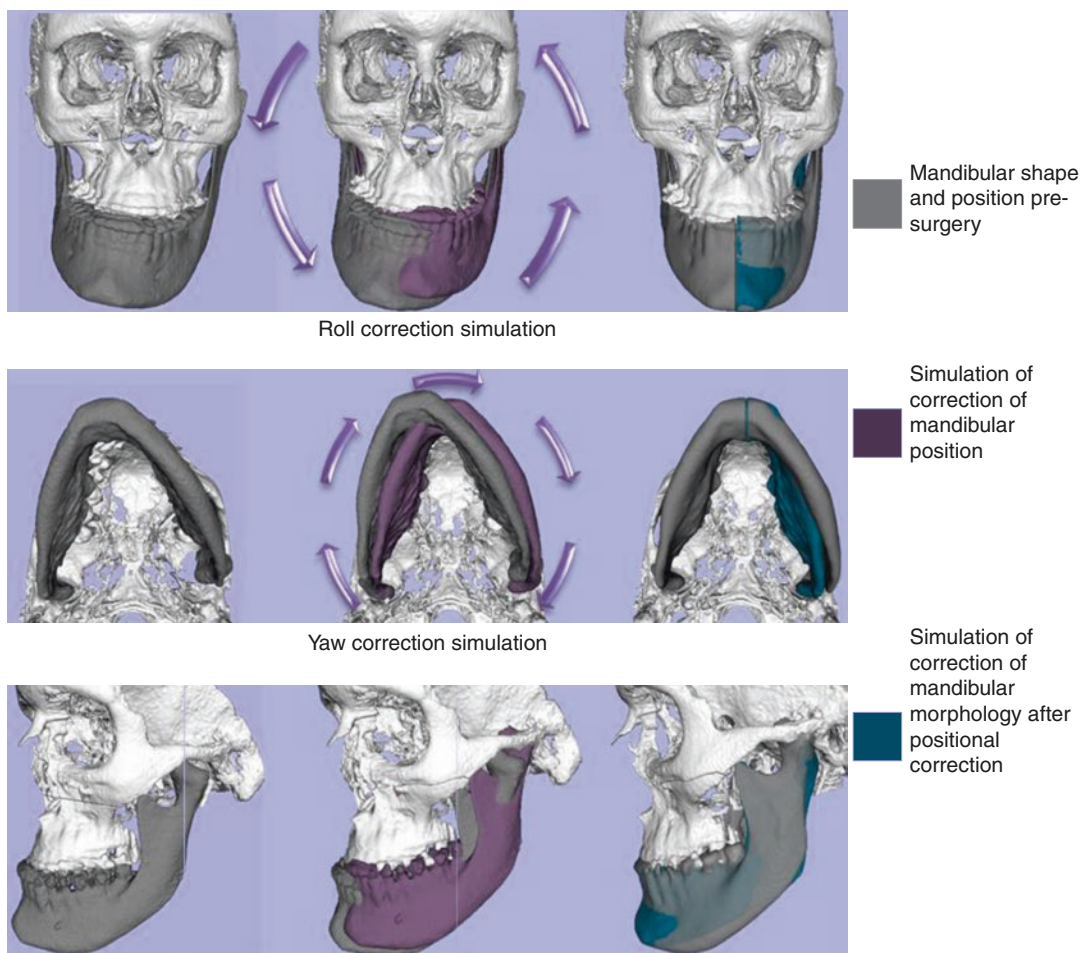 Mandibular shape
and position pre-
surgery
Roll correction simulation
Simulation of
correction of
mandibular
position
Yaw correction simulation
Simulation of
correction of
mandibular
morphology after
positional
correction